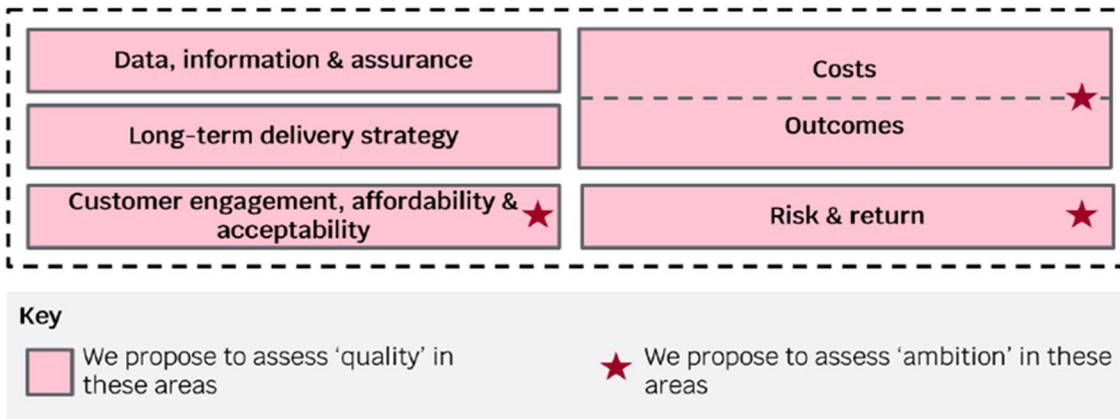 Data, information & assurance
Long-term delivery strategy
Customer engagement, affordability &
acceptability
Costs
Outcomes
Risk & return
Key
We propose to assess ‘quality’ in
these areas
We propose to assess ‘ambition’ in these
areas